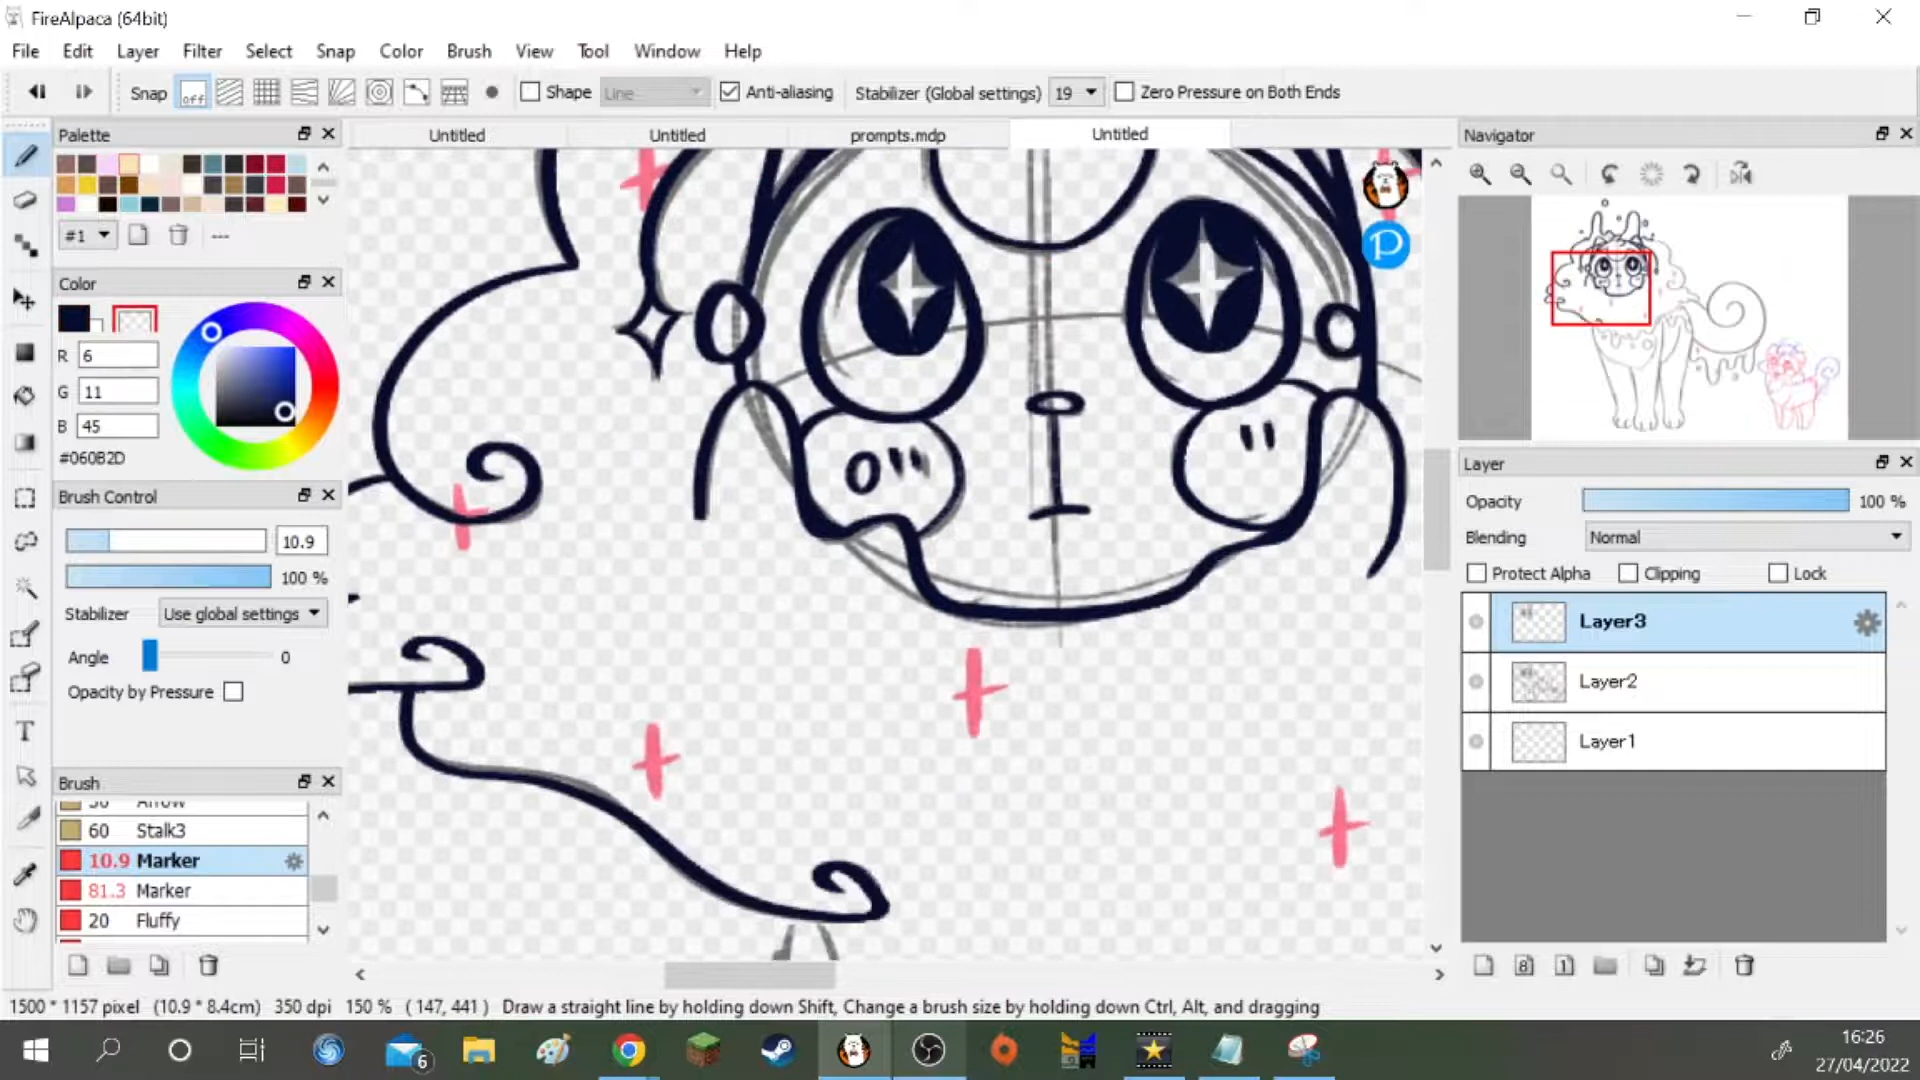 FireAlpaca (64bit)
File Edit Layer Filter Select Snap Color Brush View Tool Window Help
Snap off Shape Line Anti-aliasing Stabilizer (Global settings) 19 Zero Pressure on Both Ends
Palette
#1 ---
Color
R 6
G 11
B 45
#060B2D
Brush Control
10.9
100 %
Stabilizer Use global settings
Angle 0
Opacity by Pressure
Brush
60 Stalk3
10.9 Marker
81.3 Marker
20 Fluffy
Untitled Untitled prompts.mdp Untitled
P
Navigator
Layer
Opacity 100 %
Blending Normal
Protect Alpha Clipping Lock
Layer3
Layer2
Layer1
8 1
T
1500 * 1157 pixel (10.9 * 8.4cm) 350 dpi 150 % ( 147, 441 ) Draw a straight line by holding down Shift, Change a brush size by holding down Ctrl, Alt, and dragging
6
16:26
27/04/2022